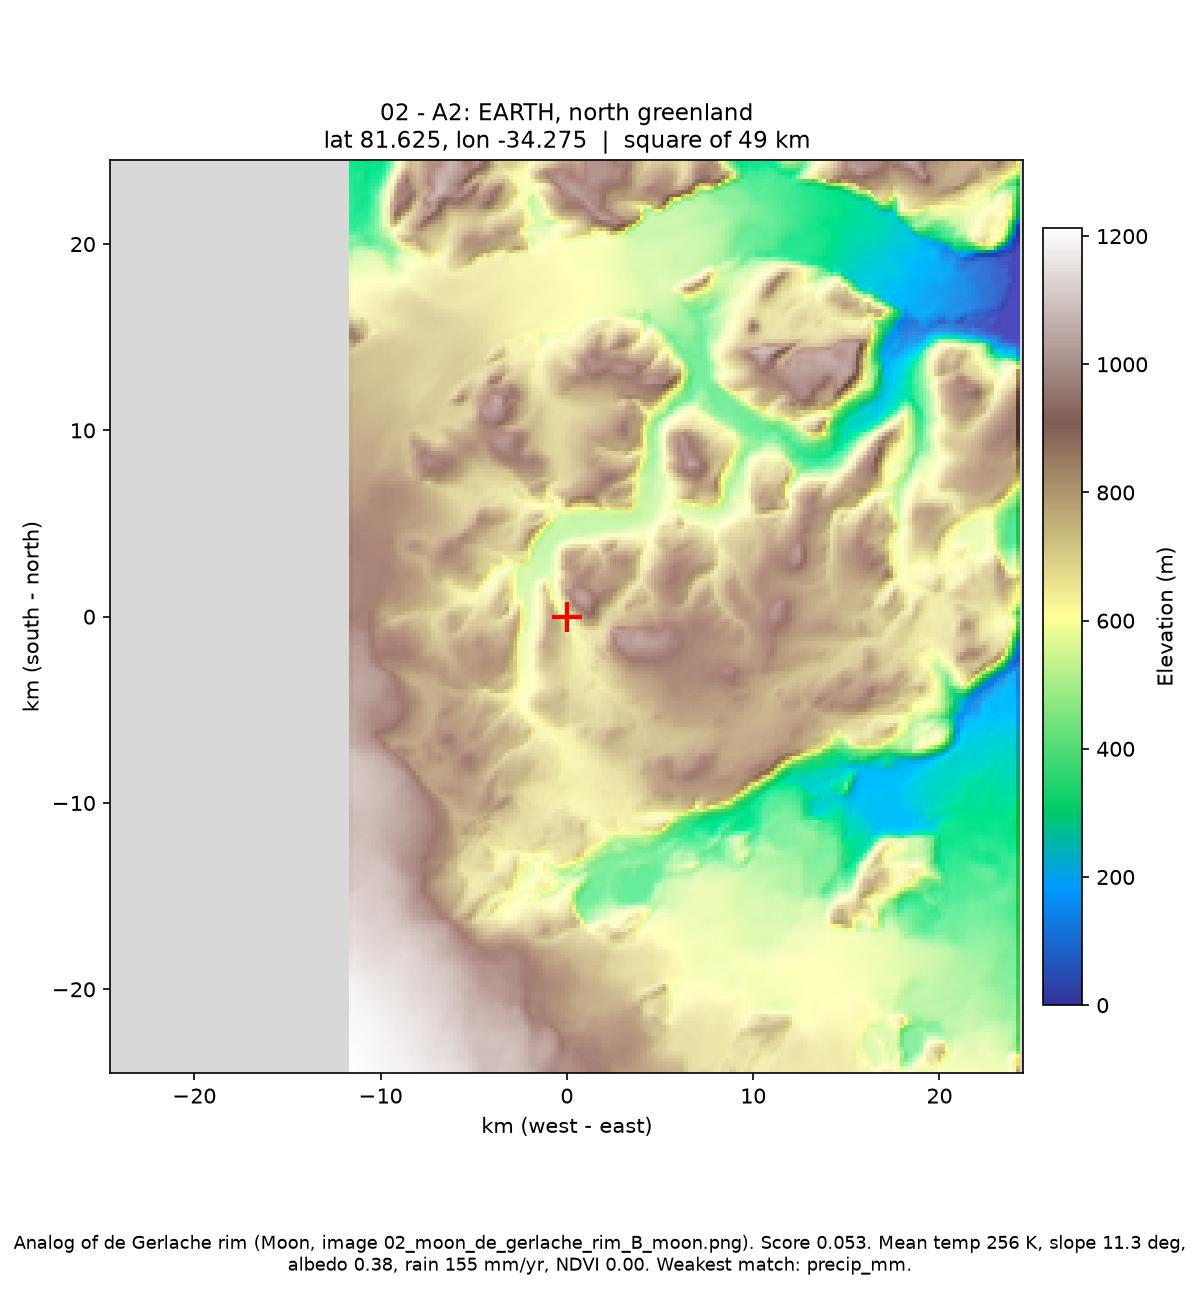 02 - A2: EARTH, north greenland
lat 81.625, lon -34.275  |  square of 49 km
20
10
0
−10
−20
km (south - north)
−20
−10
0
10
20
km (west - east)
1200
1000
800
600
400
200
0
Elevation (m)
Analog of de Gerlache rim (Moon, image 02_moon_de_gerlache_rim_B_moon.png). Score 0.053. Mean temp 256 K, slope 11.3 deg,
albedo 0.38, rain 155 mm/yr, NDVI 0.00. Weakest match: precip_mm.